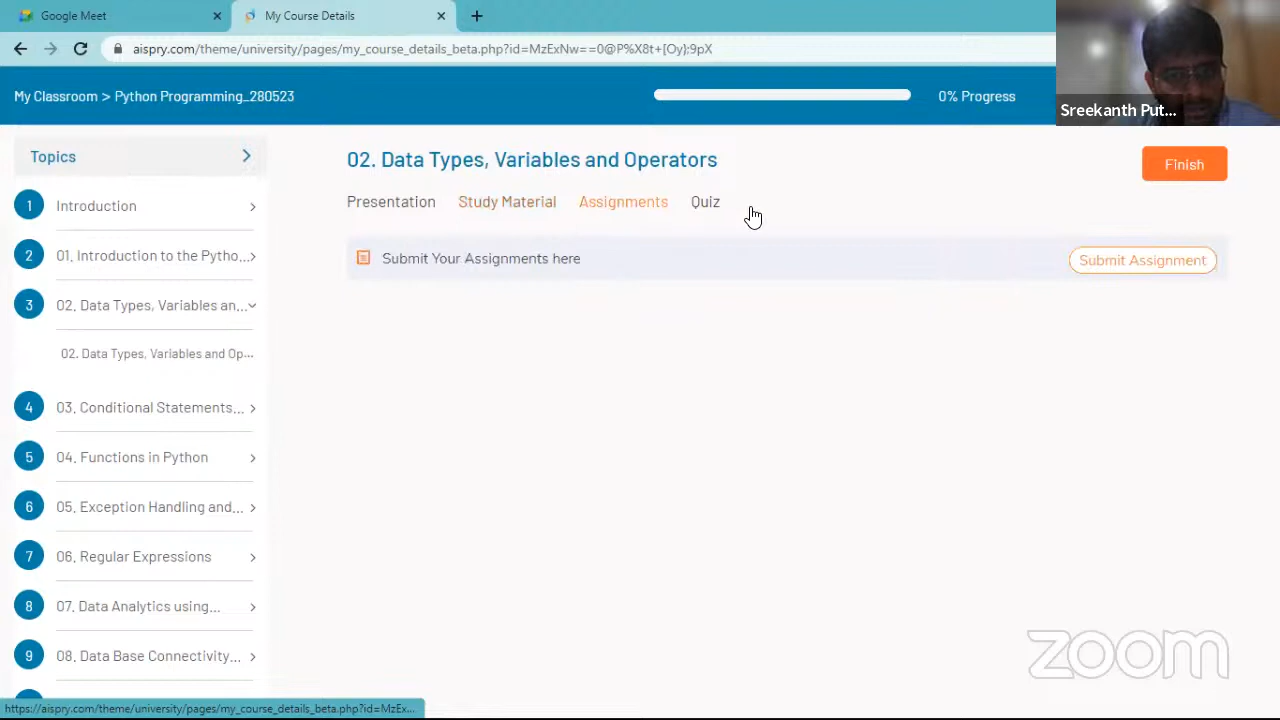 Google Meet
My Course Details
aispry.com/theme/university/pages/my_course_details_beta.php?id=MzExNw==0@P%X8t+[Oy};9pX
My Classroom > Python Programming_280523
0% Progress
Sreekanth Put...
Topics
1 Introduction
2 01. Introduction to the Pytho...
3 02. Data Types, Variables an...
02. Data Types, Variables and Op...
4 03. Conditional Statements...
5 04. Functions in Python
6 05. Exception Handling and...
7 06. Regular Expressions
8 07. Data Analytics using...
9 08. Data Base Connectivity...
02. Data Types, Variables and Operators
Finish
Presentation Study Material Assignments Quiz
Submit Your Assignments here
Submit Assignment
zoom
https://aispry.com/theme/university/pages/my_course_details_beta.php?id=MzEx...